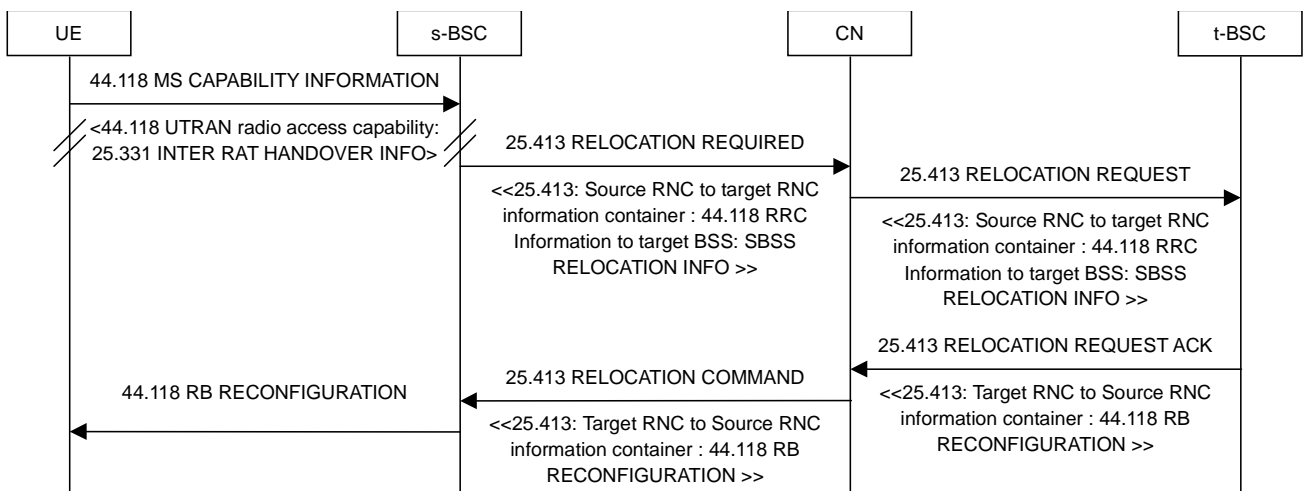 UE
s-BSC
CN
t-BSC
44.118 MS CAPABILITY INFORMATION
<44.118 UTRAN radio access capability:
25.331 INTER RAT HANDOVER INFO>
25.413 RELOCATION REQUIRED
<<25.413: Source RNC to target RNC
information container : 44.118 RRC
Information to target BSS: SBSS
RELOCATION INFO >>
25.413 RELOCATION REQUEST
<<25.413: Source RNC to target RNC
information container : 44.118 RRC
Information to target BSS: SBSS
RELOCATION INFO >>
25.413 RELOCATION REQUEST ACK
<<25.413: Target RNC to Source RNC
information container : 44.118 RB
RECONFIGURATION >>
25.413 RELOCATION COMMAND
<<25.413: Target RNC to Source RNC
information container : 44.118 RB
RECONFIGURATION >>
44.118 RB RECONFIGURATION